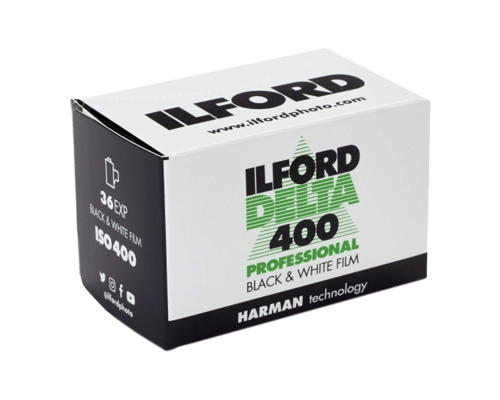 ILFORD
www.ilfordphoto.com
ILFORD
DELTA
400
PROFESSIONAL
BLACK & WHITE FILM
HARMAN technology
36 EXP
BLACK & WHITE FILM
ISO 400
@ilfordphoto